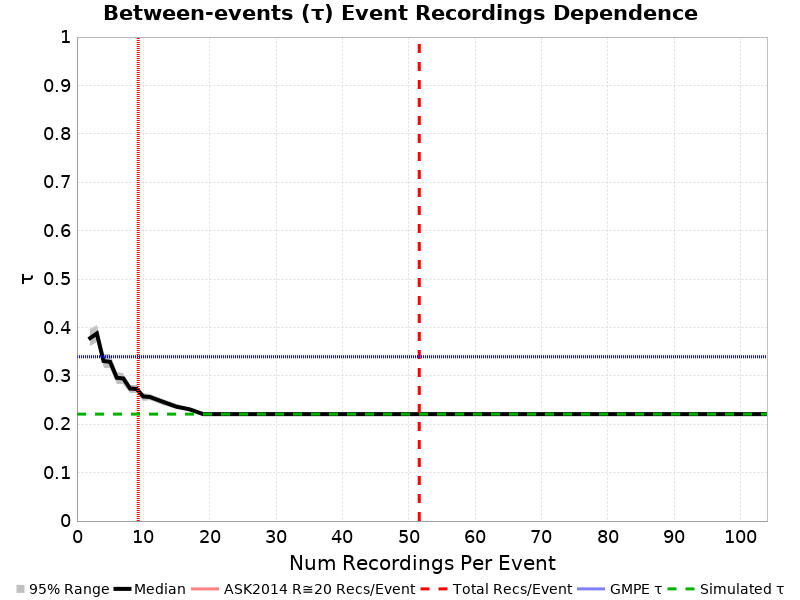 Between-events (τ) Event Recordings Dependence
1
0.9
0.8
0.7
0.6
0.5
0.4
0.3
0.2
0.1
0
τ
0 10 20 30 40 50 60 70 80 90 100
Num Recordings Per Event
95% Range Median ASK2014 R≅20 Recs/Event Total Recs/Event GMPE τ Simulated τ